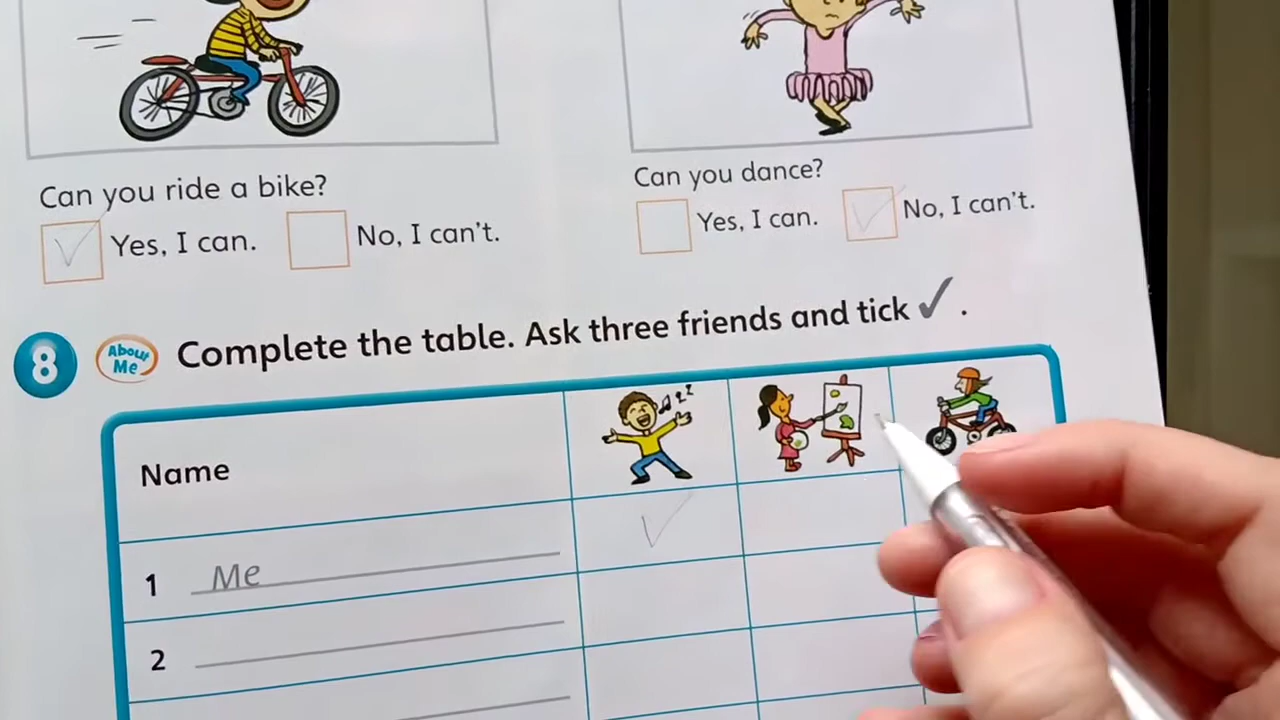 Can you ride a bike?
Yes, I can. No, I can't.
Can you dance?
Yes, I can. No, I can't.
8 About Me Complete the table. Ask three friends and tick ✓.
Name
1 Me
2